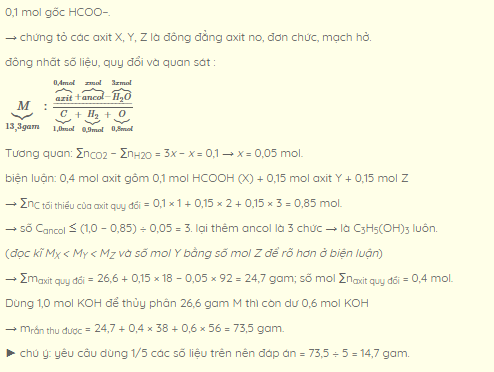 0,1 mol gốc HCOO–.
→ chứng tỏ các axit X, Y, Z là đồng đẳng axit no, đơn chức, mạch hở.
đồng nhất số liệu, quy đổi và quan sát :
0,4mol xmol 3xmol
axit + ancol − H₂O
M :
C + H₂ + O
13,3gam 1,0mol 0,9mol 0,8mol
Tương quan: ∑nCO2 − ∑nH2O = 3x − x = 0,1 → x = 0,05 mol.
biện luận: 0,4 mol axit gồm 0,1 mol HCOOH (X) + 0,15 mol axit Y + 0,15 mol Z
→ ∑nC tối thiểu của axit quy đổi = 0,1 × 1 + 0,15 × 2 + 0,15 × 3 = 0,85 mol.
→ số Cancol ≤ (1,0 − 0,85) ÷ 0,05 = 3. lại thêm ancol là 3 chức → là C3H5(OH)3 luôn.
(đọc kĩ MX < MY < MZ và số mol Y bằng số mol Z để rõ hơn ở biện luận)
→ ∑maxit quy đổi = 26,6 + 0,15 × 18 − 0,05 × 92 = 24,7 gam; số mol ∑naxit quy đổi = 0,4 mol.
Dùng 1,0 mol KOH để thủy phân 26,6 gam M thì còn dư 0,6 mol KOH
→ mrắn thu được = 24,7 + 0,4 × 38 + 0,6 × 56 = 73,5 gam.
► chú ý: yêu cầu dùng 1/5 các số liệu trên nên đáp án = 73,5 ÷ 5 = 14,7 gam.